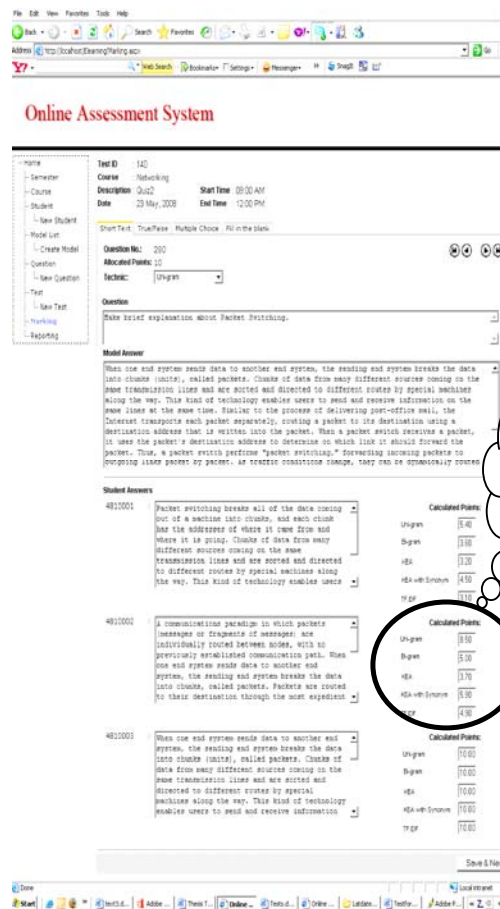 File Edit View Favorites Tools Help
Back Search Favorites
Address http://localhost/Elearning/Marking.aspx Go
Y7 Web Search Bookmarks Settings Messenger SnagIt
Online Assessment System
Home
Semester
Course
Student
New Student
Model List
Create Model
Question
New Question
Test
New Test
Marking
Reporting
Test ID : 140
Course : Networking
Description : Quiz2 Start Time : 09:00 AM
Date : 23 May, 2008 End Time : 12:00 PM
Short Text True/False Multiple Choice Fill in the blank
Question No.: 290
Allocated Points: 10
Technic: Uni-gram
Question
Make brief explanation about Packet Switching.
Model Answer
When one end system sends data to another end system, the sending end system breaks the data
into chunks (units), called packets. Chunks of data from many different sources coming on the
same transmission lines and are sorted and directed to different routes by special machines
along the way. This kind of technology enables users to send and receive information on the
same lines at the same time. Similar to the process of delivering post-office mail, the
Internet transports each packet separately, routing a packet to its destination using a
destination address that is written into the packet. When a packet switch receives a packet,
it uses the packet's destination address to determine on which link it should forward the
packet. Thus, a packet switch performs "packet switching," forwarding incoming packets to
outgoing links packet by packet. As traffic conditions change, they can be dynamically routed
Student Answers
4810001 :
Packet switching breaks all of the data coming
out of a machine into chunks, and each chunk
has the addresses of where it came from and
where it is going. Chunks of data from many
different sources coming on the same
transmission lines and are sorted and directed
to different routes by special machines along
the way. This kind of technology enables users
Calculated Points:
Uni-gram 5.40
Bi-gram 3.60
HEA 3.20
HEA with Synonym 4.50
TF.IDF 3.10
4810002 :
A communications paradigm in which packets
(messages or fragments of messages) are
individually routed between nodes, with no
previously established communication path. When
one end system sends data to another end
system, the sending end system breaks the data
into chunks, called packets. Packets are routed
to their destination through the most expedient
Calculated Points:
Uni-gram 8.50
Bi-gram 5.00
HEA 3.70
HEA with Synonym 5.90
TF.IDF 4.90
4810003 :
When one end system sends data to another end
system, the sending end system breaks the data
into chunks (units), called packets. Chunks of
data from many different sources coming on the
same transmission lines and are sorted and
directed to different routes by special
machines along the way. This kind of technology
enables users to send and receive information
Calculated Points:
Uni-gram 10.00
Bi-gram 10.00
HEA 10.00
HEA with Synonym 10.00
TF.IDF 10.00
Save & Ne
Done Local intranet
Start Adobe ... Thesis T... Online ...